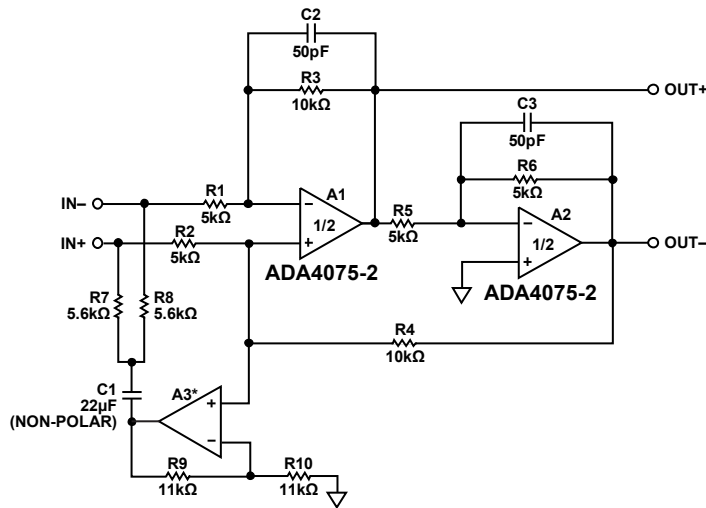 C2
50pF
R3
10kΩ
OUT+
C3
50pF
R6
5kΩ
IN–
R1
5kΩ
–
A1
1/2
+
R5
5kΩ
–
A2
1/2
+
OUT–
IN+
R2
5kΩ
ADA4075-2
ADA4075-2
R7
5.6kΩ
R8
5.6kΩ
R4
10kΩ
C1
22µF
(NON-POLAR)
A3*
+
–
R9
11kΩ
R10
11kΩ